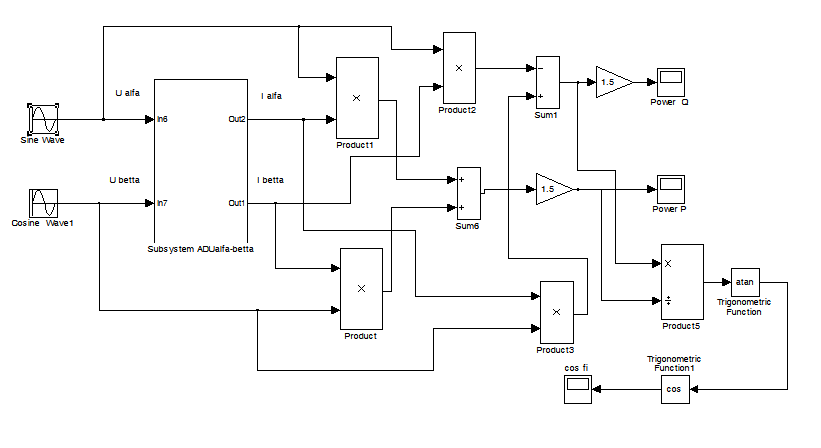 U alfa
I alfa
×
Product2
−
+
Sum1
1.5
Power Q
Sine Wave
In6
Out2
×
Product1
U betta
I betta
+
+
Sum6
1.5
Power P
Cosine Wave1
In7
Out1
Subsystem ADUalfa-betta
×
Product
×
Product3
×
÷
Product5
atan
Trigonometric
Function
cos fi
Trigonometric
Function1
cos